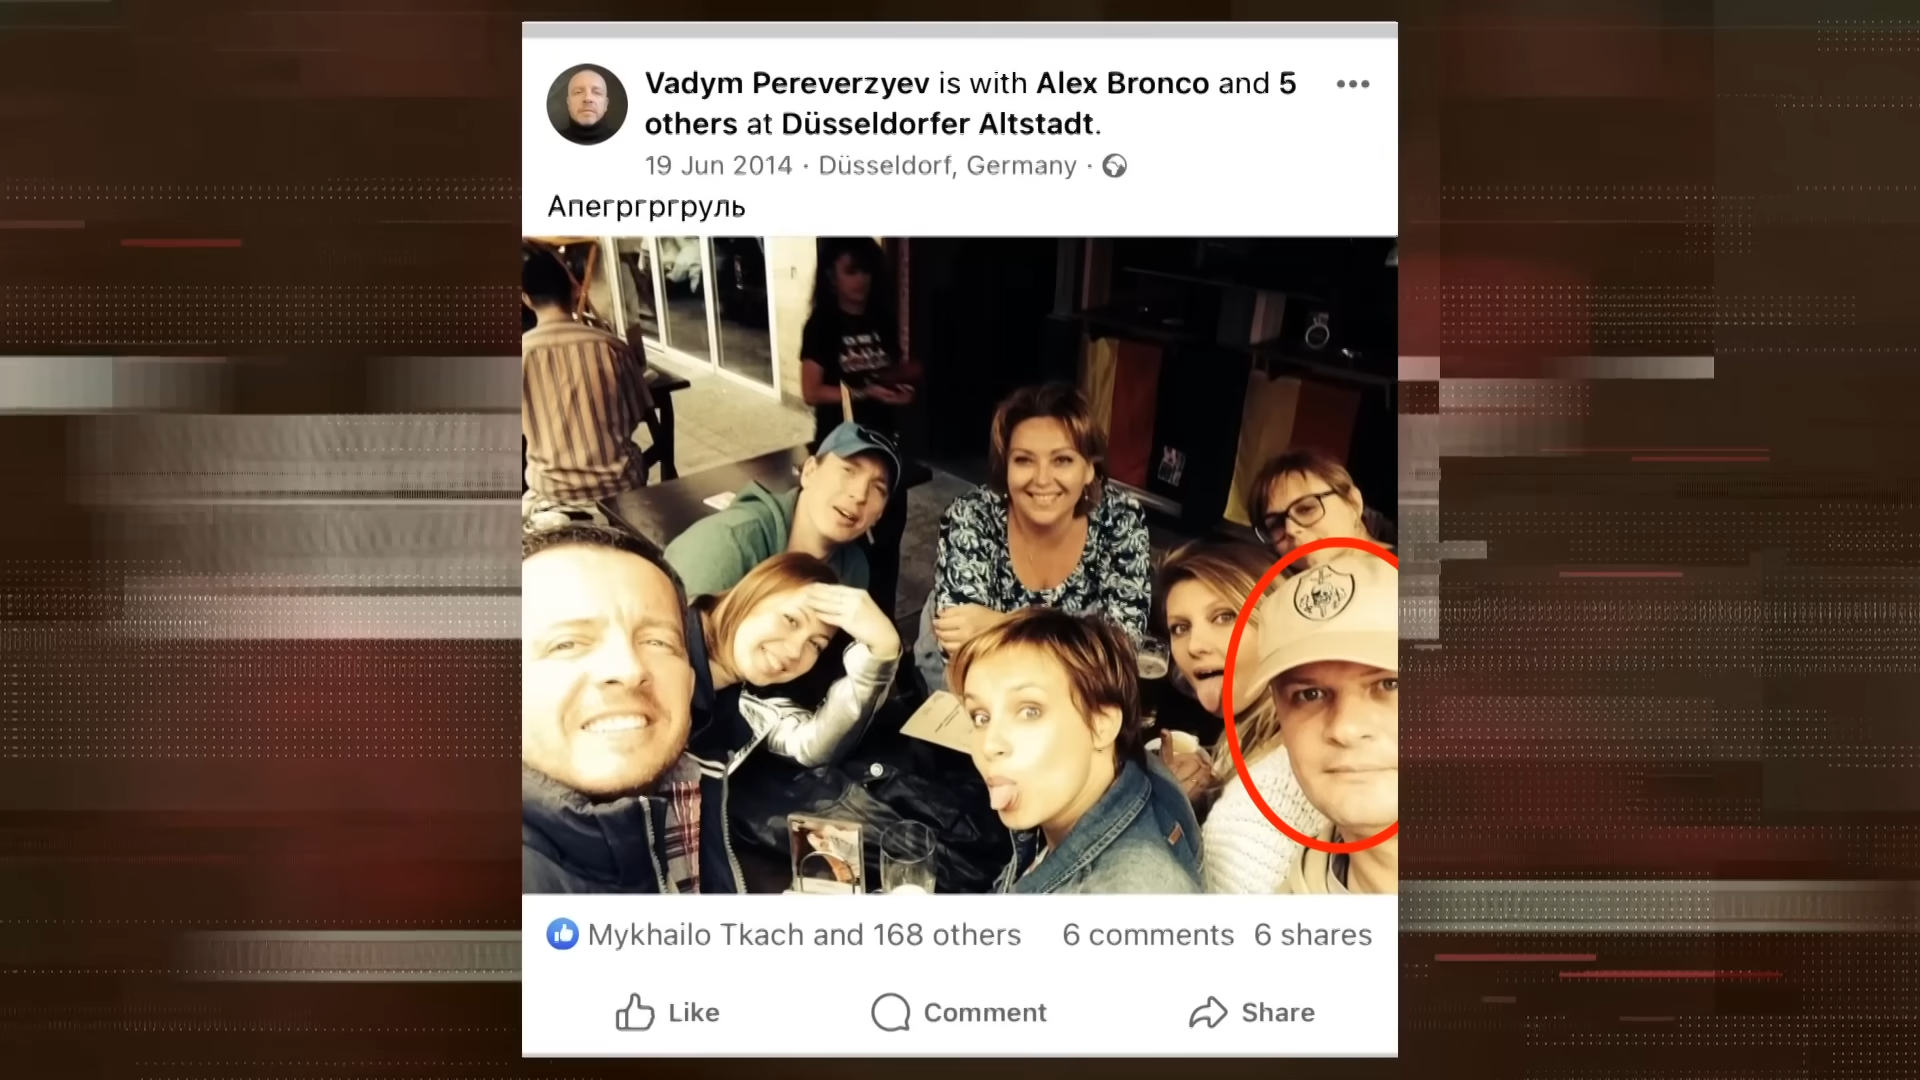 Vadym Pereverzyev is with Alex Bronco and 5
others at Düsseldorfer Altstadt.
19 Jun 2014 · Düsseldorf, Germany ·
Апегргргруль
Mykhailo Tkach and 168 others 6 comments 6 shares
Like Comment Share